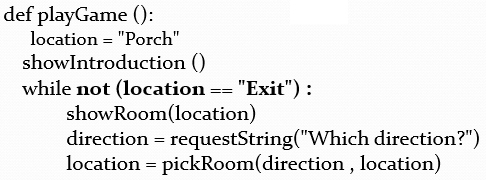 def playGame ():
location = "Porch"
showIntroduction ()
while not (location == "Exit") :
showRoom(location)
direction = requestString("Which direction?")
location = pickRoom(direction , location)